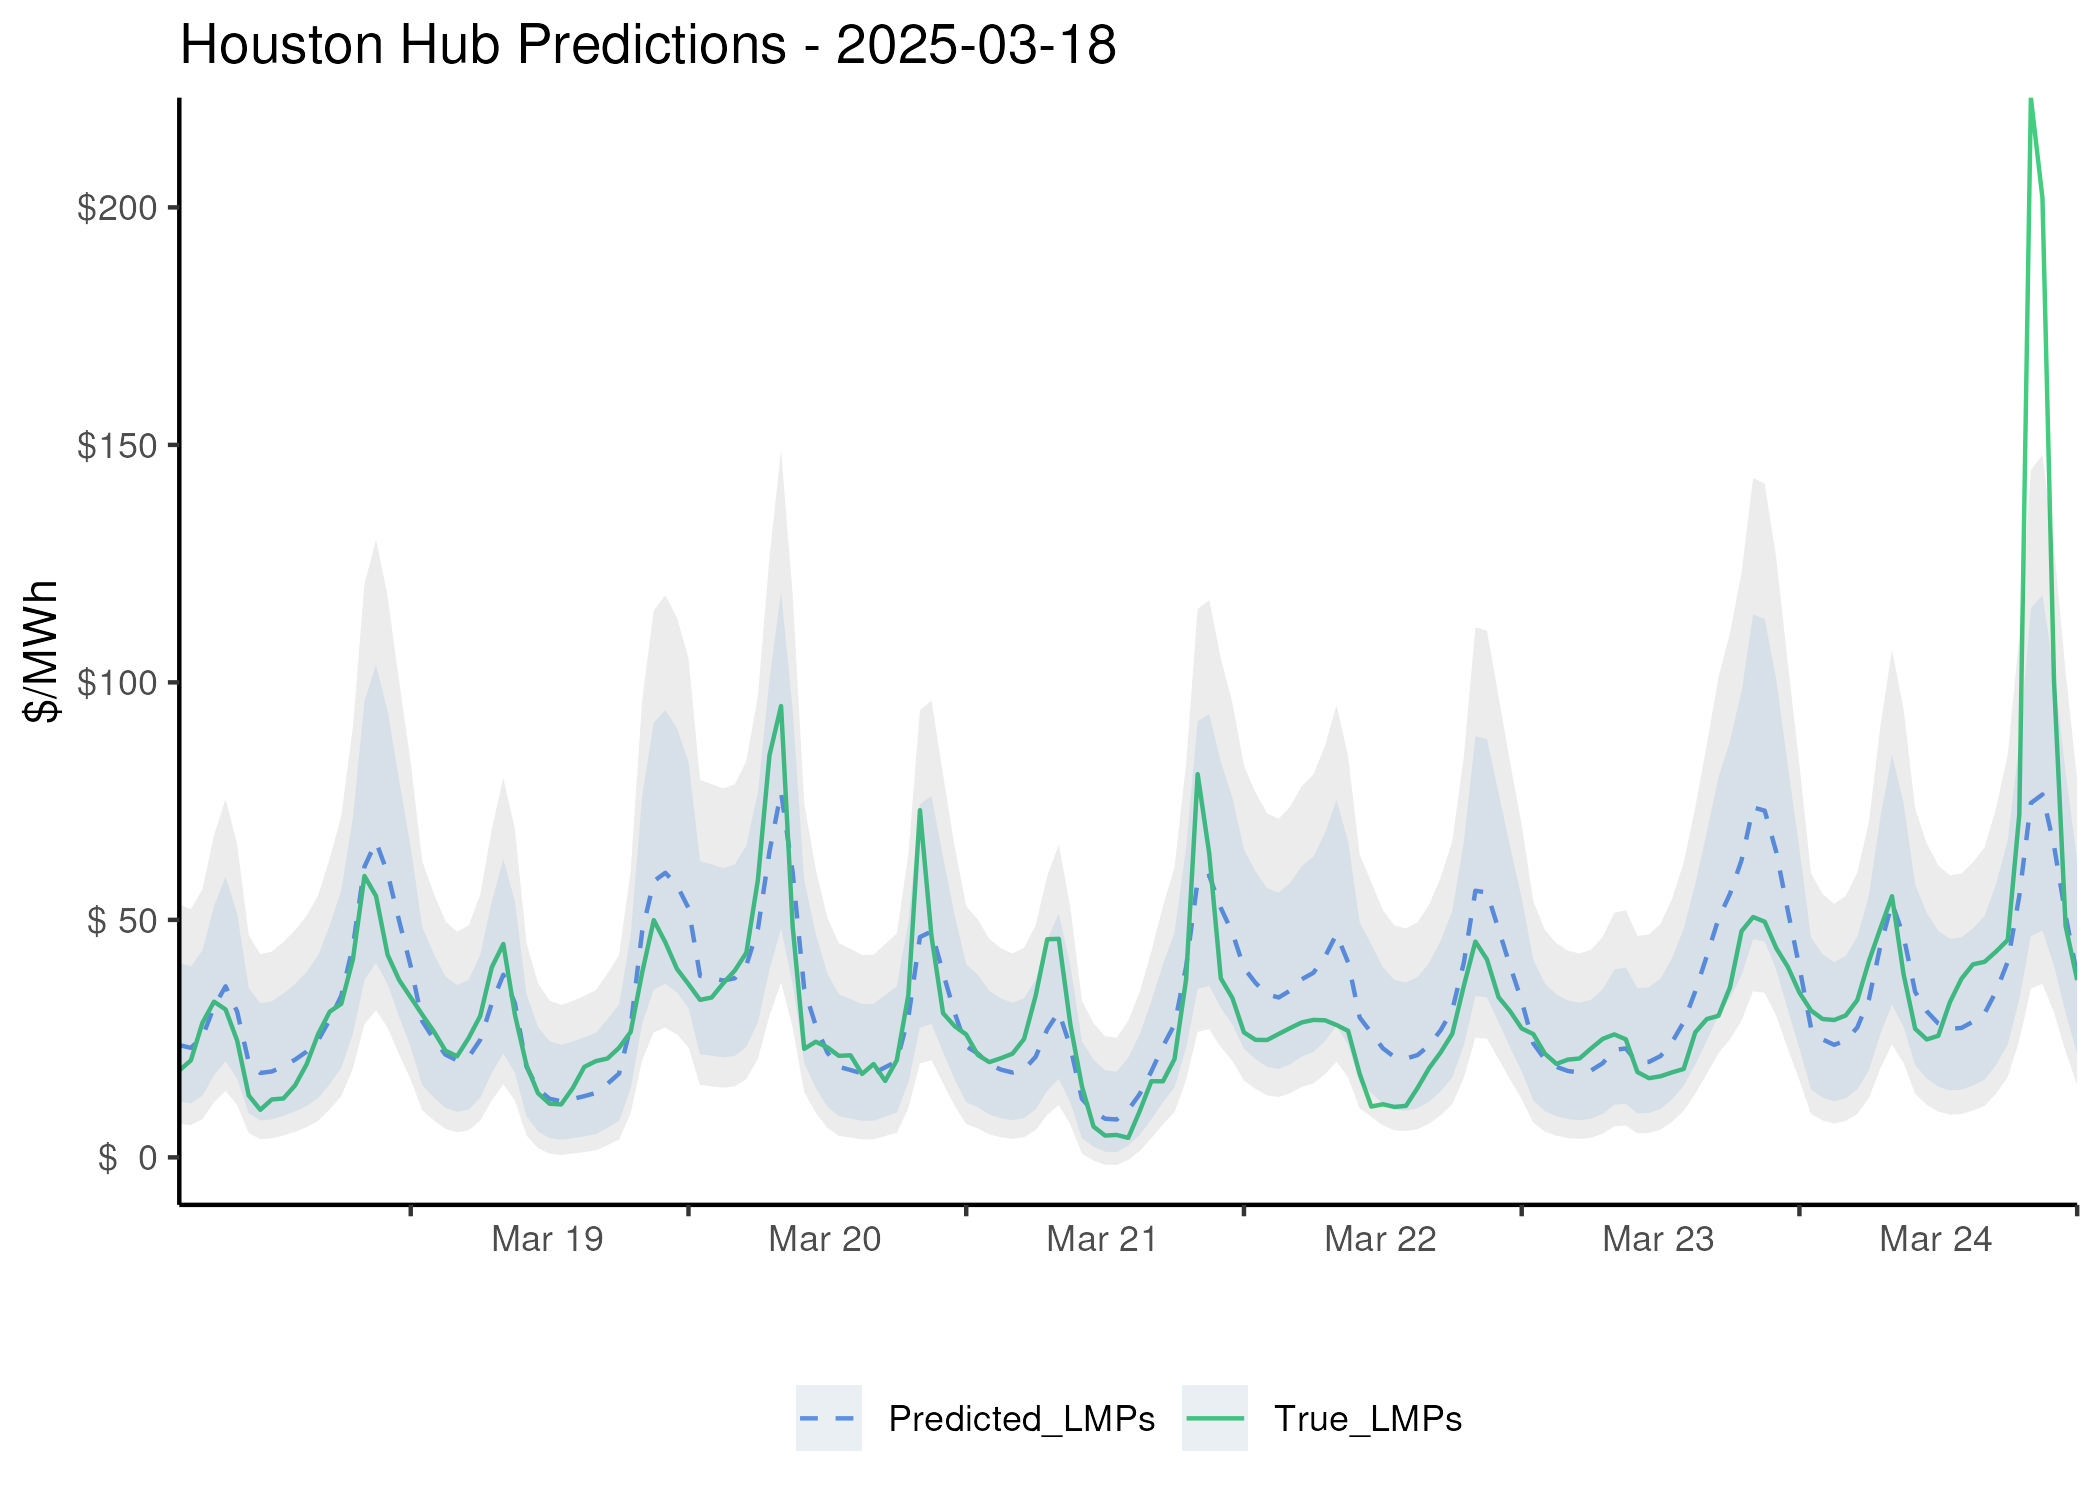 Houston Hub Predictions - 2025-03-18
$/MWh
$200
$150
$100
$ 50
$  0
Mar 19 Mar 20 Mar 21 Mar 22 Mar 23 Mar 24
Predicted_LMPs True_LMPs